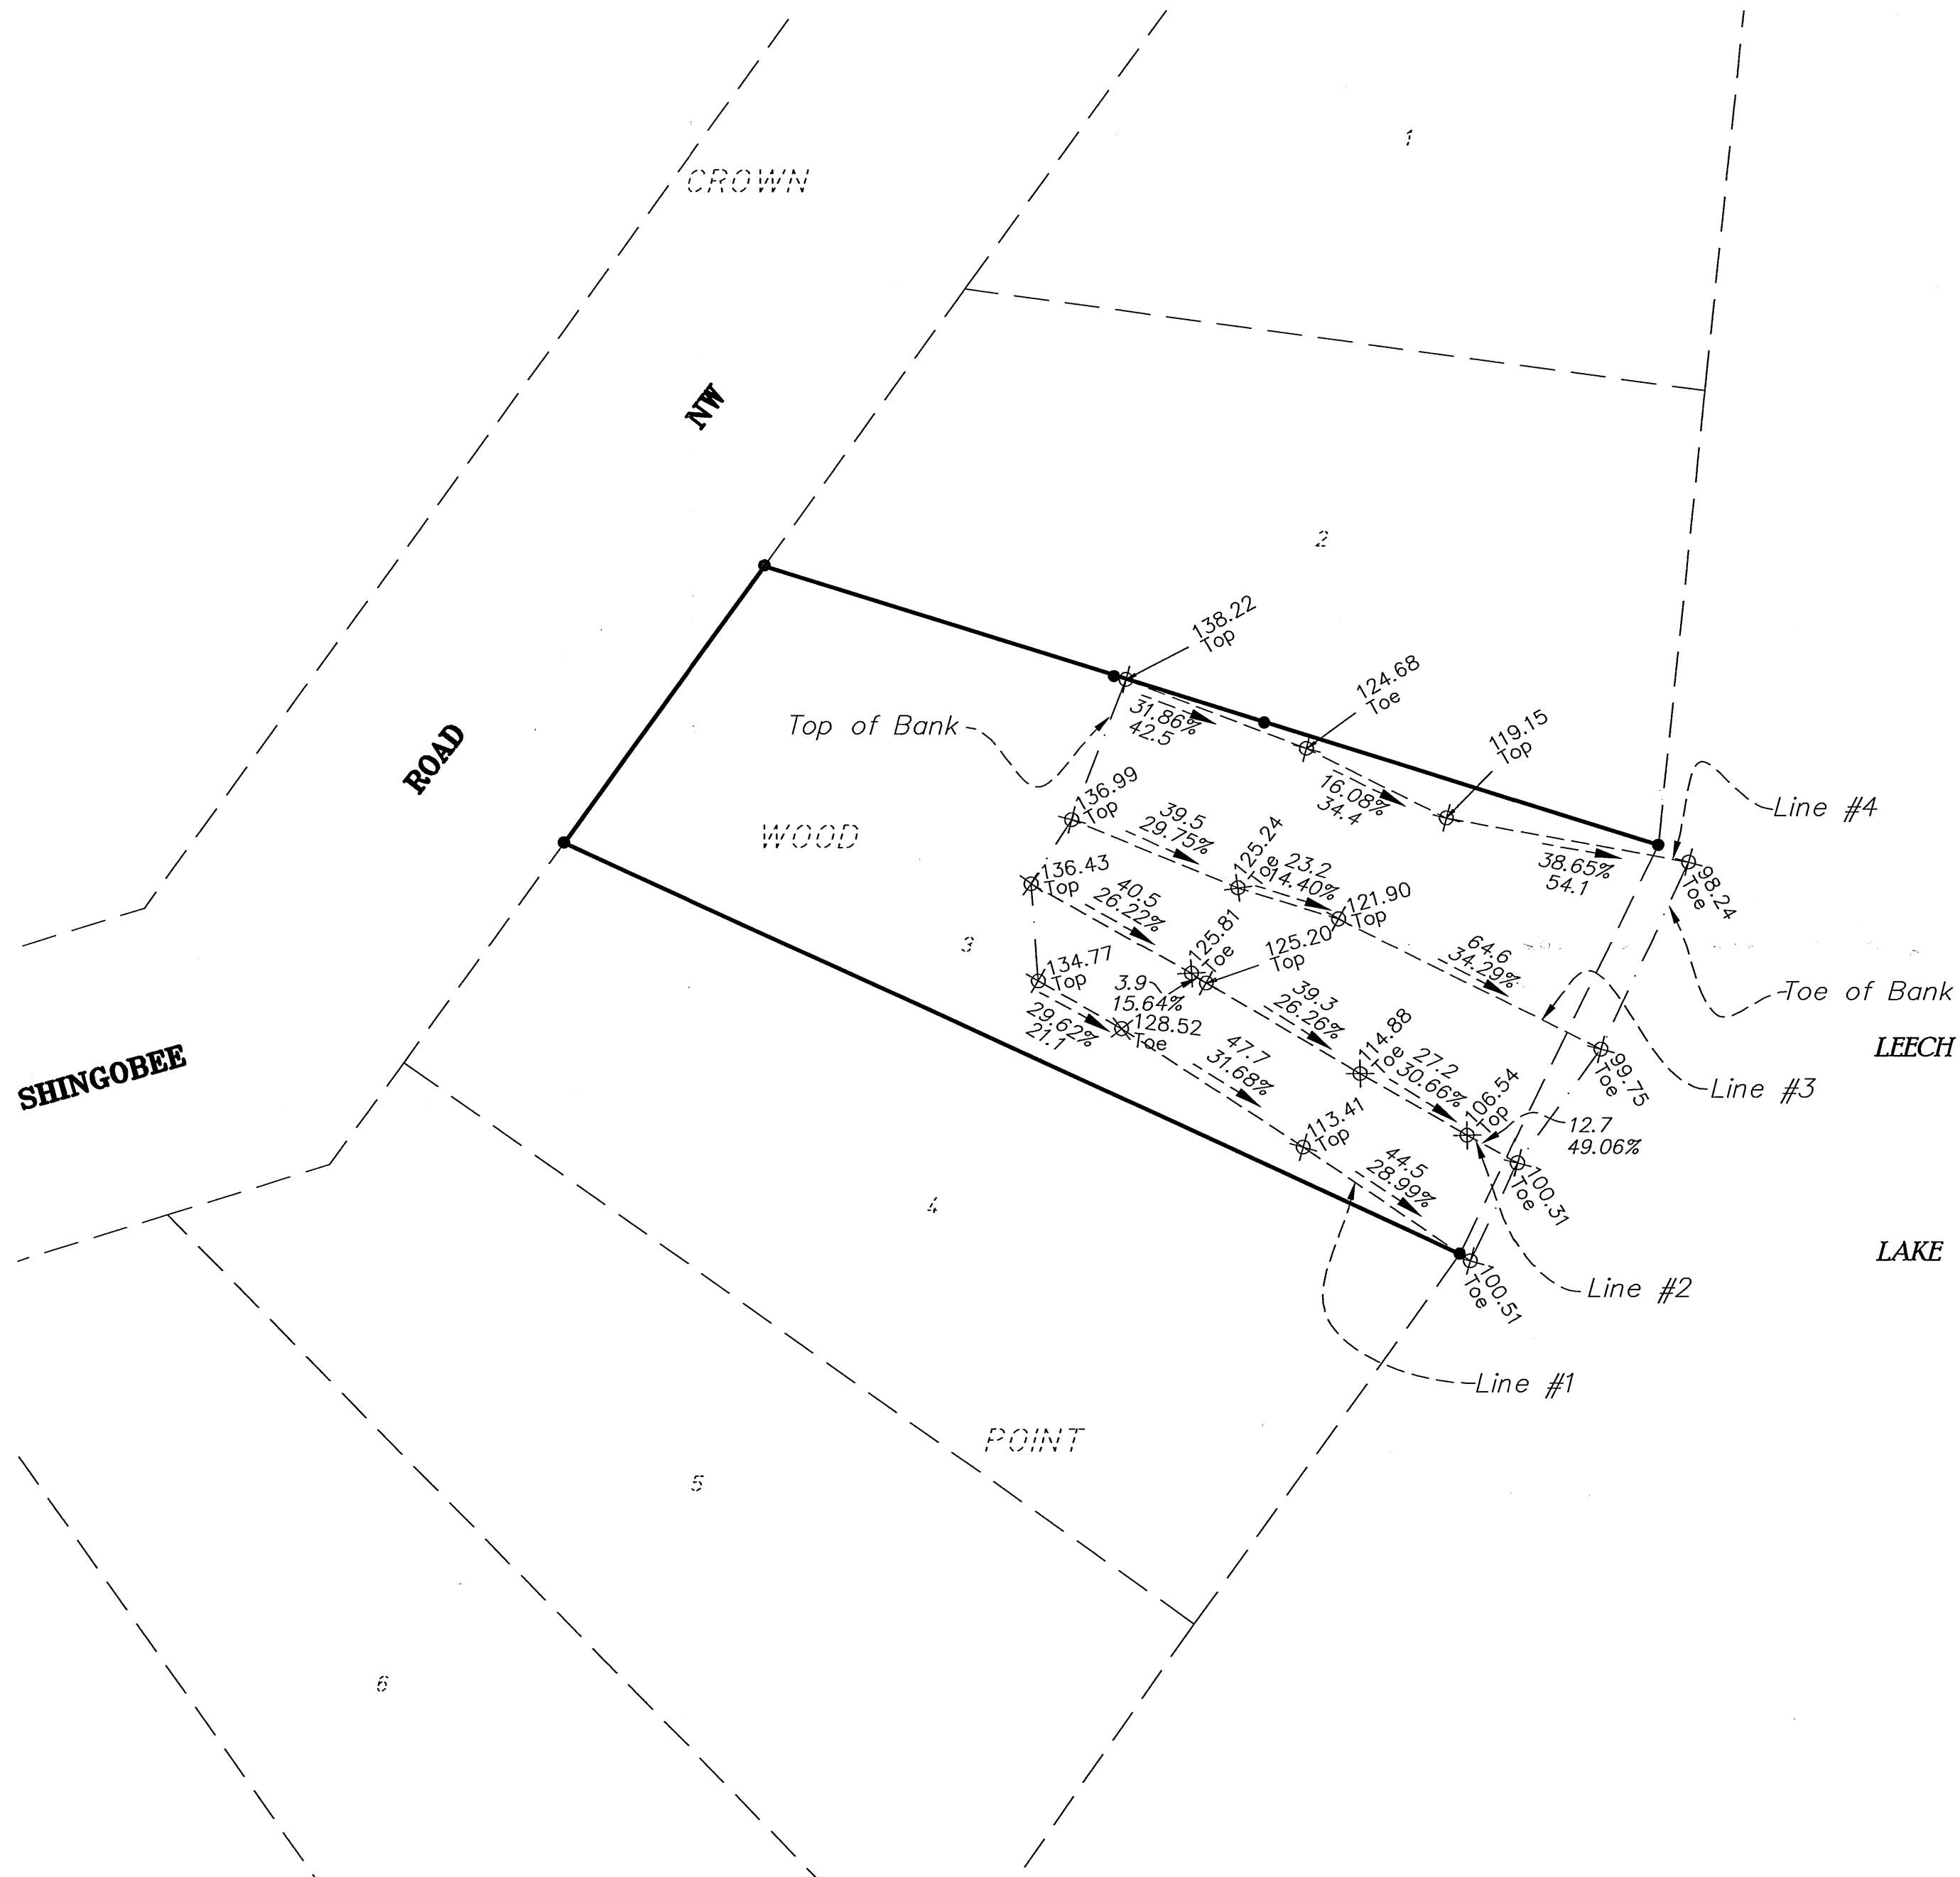 1
CROWN
NW
2
138.22
Top
124.68
Toe
119.15
Top
31.86%
42.5
Top of Bank
16.08%
34.4
136.99
Top
39.5
29.75%
WOOD
Line #4
125.24
Toe
23.2
14.40%
38.65%
54.1
98.24
Toe
ROAD
136.43
Top
40.5
26.22%
121.90
Top
3
125.81
Toe
125.20
Top
64.6
34.29%
134.77
Top
3.9
15.64%
39.3
26.26%
Toe of Bank
29.62%
21.1
128.52
Toe
LEECH
SHINGOBEE
47.7
31.68%
114.88
Toe
27.2
30.66%
99.75
Toe
Line #3
106.54
Top
12.7
49.06%
113.41
Top
44.5
28.99%
100.31
Toe
4
LAKE
100.51
Toe
Line #2
Line #1
POINT
5
6